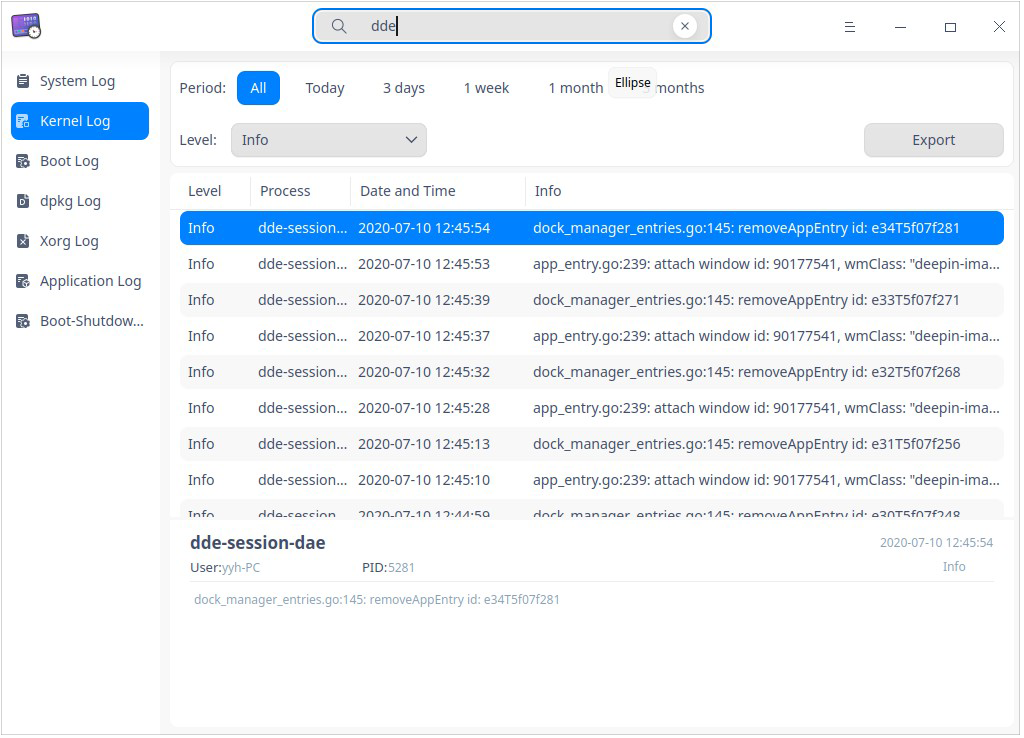 dde
System Log
Kernel Log
Boot Log
dpkg Log
Xorg Log
Application Log
Boot-Shutdow...
Period: All Today 3 days 1 week 1 month Ellipse months
Level: Info Export
Level Process Date and Time Info
Info dde-session... 2020-07-10 12:45:54 dock_manager_entries.go:145: removeAppEntry id: e34T5f07f281
Info dde-session... 2020-07-10 12:45:53 app_entry.go:239: attach window id: 90177541, wmClass: "deepin-ima...
Info dde-session... 2020-07-10 12:45:39 dock_manager_entries.go:145: removeAppEntry id: e33T5f07f271
Info dde-session... 2020-07-10 12:45:37 app_entry.go:239: attach window id: 90177541, wmClass: "deepin-ima...
Info dde-session... 2020-07-10 12:45:32 dock_manager_entries.go:145: removeAppEntry id: e32T5f07f268
Info dde-session... 2020-07-10 12:45:28 app_entry.go:239: attach window id: 90177541, wmClass: "deepin-ima...
Info dde-session... 2020-07-10 12:45:13 dock_manager_entries.go:145: removeAppEntry id: e31T5f07f256
Info dde-session... 2020-07-10 12:45:10 app_entry.go:239: attach window id: 90177541, wmClass: "deepin-ima...
Info dde-session... 2020-07-10 12:44:59 dock_manager_entries.go:145: removeAppEntry id: e30T5f07f248
dde-session-dae 2020-07-10 12:45:54
User:yyh-PC PID:5281 Info
dock_manager_entries.go:145: removeAppEntry id: e34T5f07f281